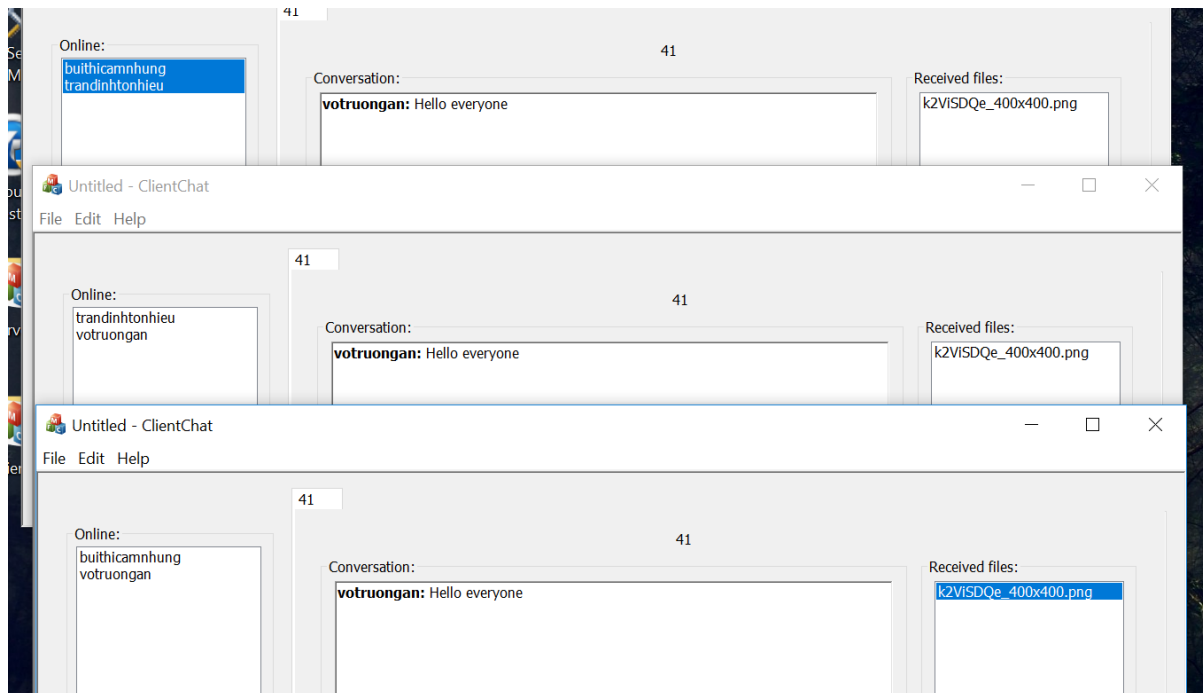 41
Online:
41
buithicamnhung
trandinhtonhieu
Conversation:
Received files:
votruongan: Hello everyone
k2ViSDQe_400x400.png
Untitled - ClientChat
File Edit Help
41
Online:
41
trandinhtonhieu
votruongan
Conversation:
Received files:
votruongan: Hello everyone
k2ViSDQe_400x400.png
Untitled - ClientChat
File Edit Help
41
Online:
41
buithicamnhung
votruongan
Conversation:
Received files:
votruongan: Hello everyone
k2ViSDQe_400x400.png